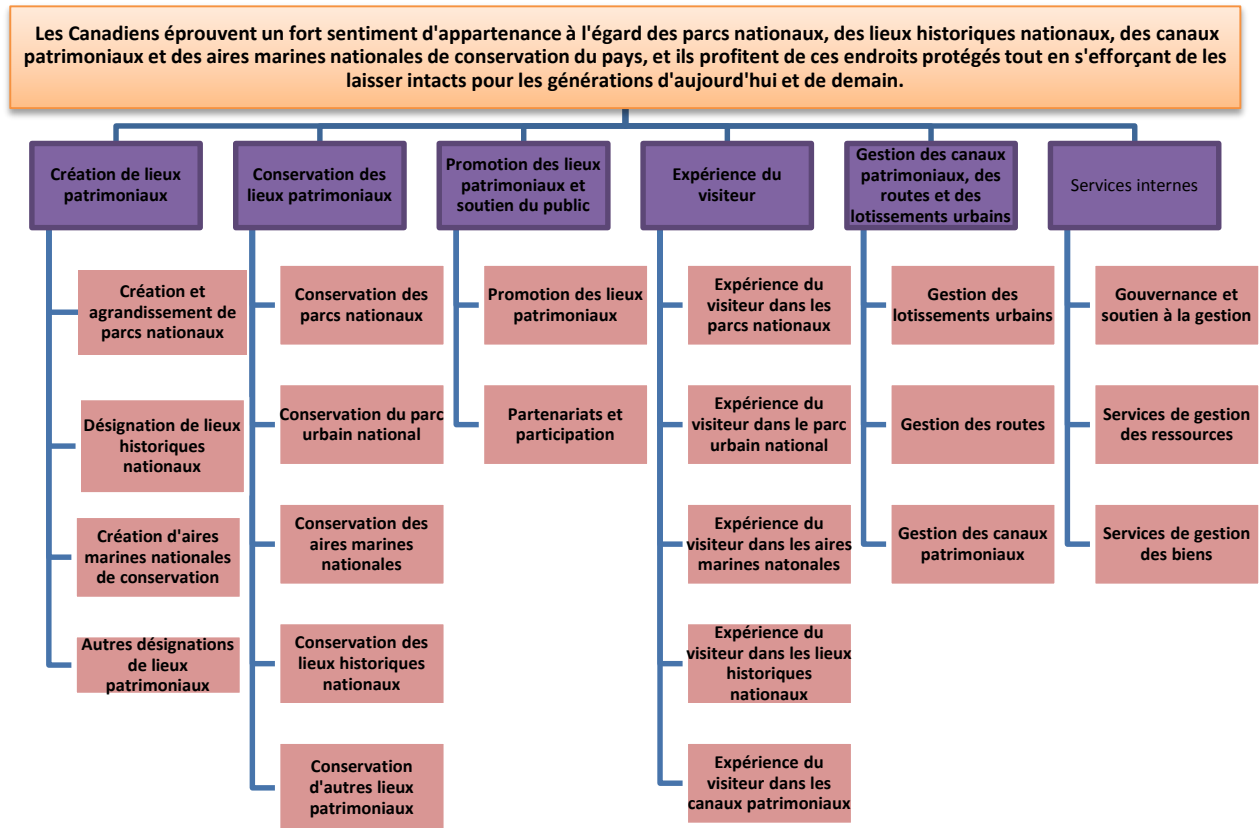 Les Canadiens éprouvent un fort sentiment d'appartenance à l'égard des parcs nationaux, des lieux historiques nationaux, des canaux
patrimoniaux et des aires marines nationales de conservation du pays, et ils profitent de ces endroits protégés tout en s'efforçant de les
laisser intacts pour les générations d'aujourd'hui et de demain.
Création de lieux
patrimoniaux
Conservation des
lieux patrimoniaux
Promotion des lieux
patrimoniaux et
soutien du public
Expérience du
visiteur
Gestion des canaux
patrimoniaux, des
routes et des
lotissements urbains
Services internes
Création et
agrandissement de
parcs nationaux
Désignation de lieux
historiques
nationaux
Création d'aires
marines nationales
de conservation
Autres désignations
de lieux
patrimoniaux
Conservation des
parcs nationaux
Conservation du parc
urbain national
Conservation des
aires marines
nationales
Conservation des
lieux historiques
nationaux
Conservation
d'autres lieux
patrimoniaux
Promotion des lieux
patrimoniaux
Partenariats et
participation
Expérience du
visiteur dans les
parcs nationaux
Expérience du
visiteur dans le parc
urbain national
Expérience du
visiteur dans les aires
marines natonales
Expérience du
visiteur dans les lieux
historiques
nationaux
Expérience du
visiteur dans les
canaux patrimoniaux
Gestion des
lotissements urbains
Gestion des routes
Gestion des canaux
patrimoniaux
Gouvernance et
soutien à la gestion
Services de gestion
des ressources
Services de gestion
des biens